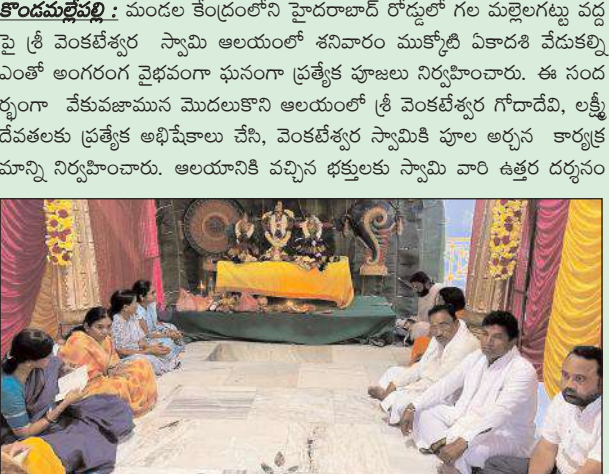 కొండమల్లేపల్లి : మండల కేంద్రంలోని హైదరాబాద్ రోడ్డులో గల మల్లెలగట్టు వద్ద
పై శ్రీ వెంకటేశ్వర స్వామి ఆలయంలో శనివారం ముక్కోటి ఏకాదశి వేడుకల్ని
ఎంతో అంగరంగ వైభవంగా ఘనంగా ప్రత్యేక పూజలు నిర్వహించారు. ఈ సంద
ర్భంగా వేకువజామున మొదలుకొని ఆలయంలో శ్రీ వెంకటేశ్వర గోదాదేవి, లక్ష్మీ
దేవతలకు ప్రత్యేక అభిషేకాలు చేసి, వెంకటేశ్వర స్వామికి పూల అర్చన కార్యక్ర
మాన్ని నిర్వహించారు. ఆలయానికి వచ్చిన భక్తులకు స్వామి వారి ఉత్తర దర్శనం